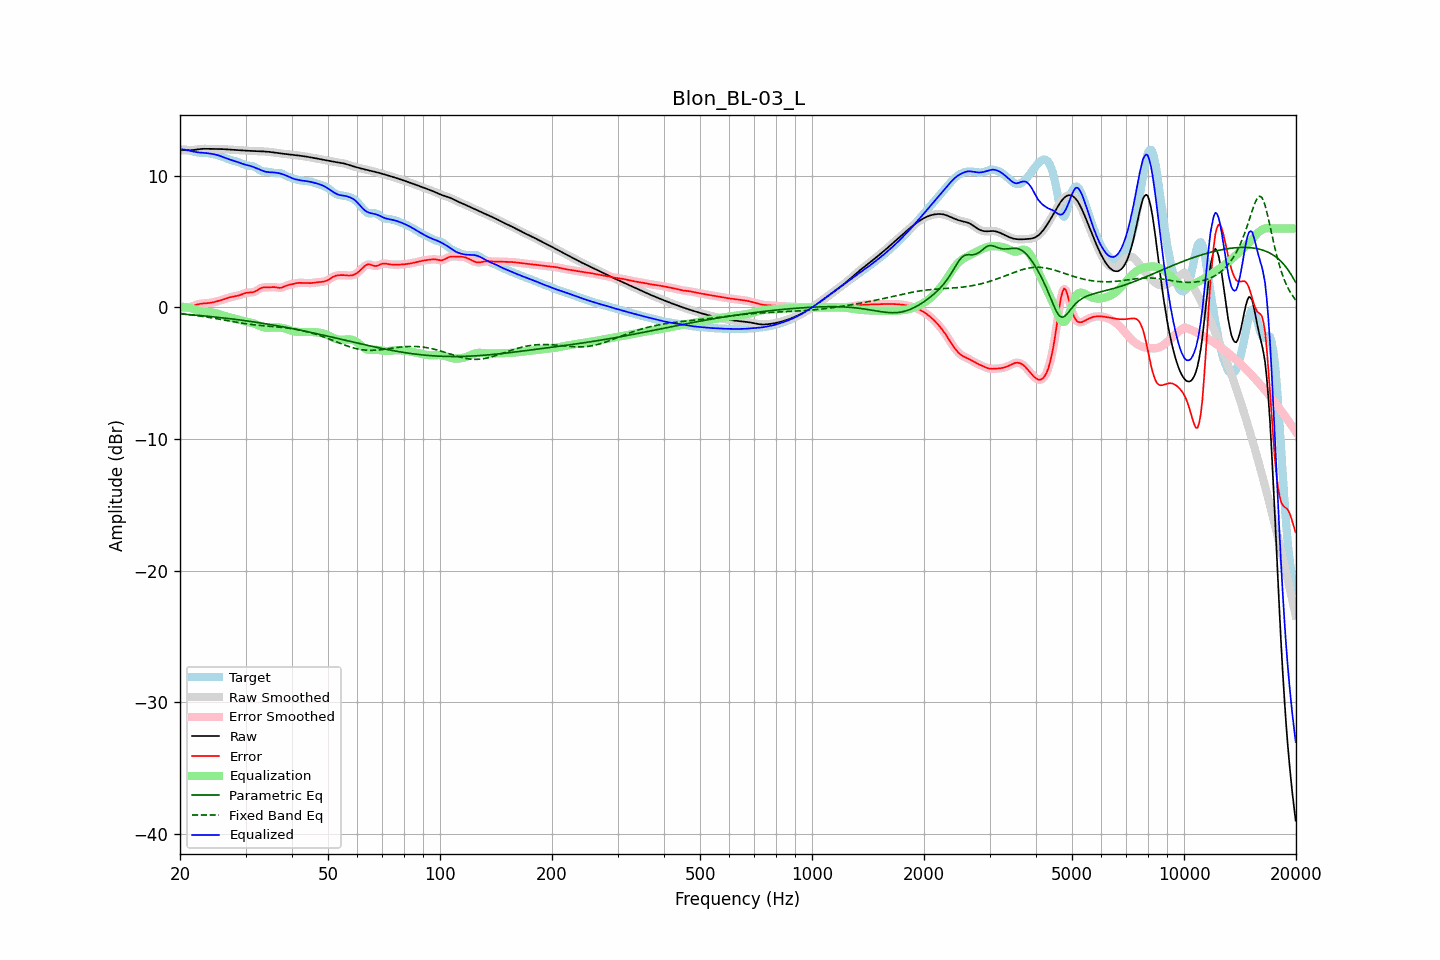 Blon_BL-03_L
Amplitude (dBr)
10
0
−10
−20
−30
−40
Target
Raw Smoothed
Error Smoothed
Raw
Error
Equalization
Parametric Eq
Fixed Band Eq
Equalized
20 50 100 200 500 1000 2000 5000 10000 20000
Frequency (Hz)